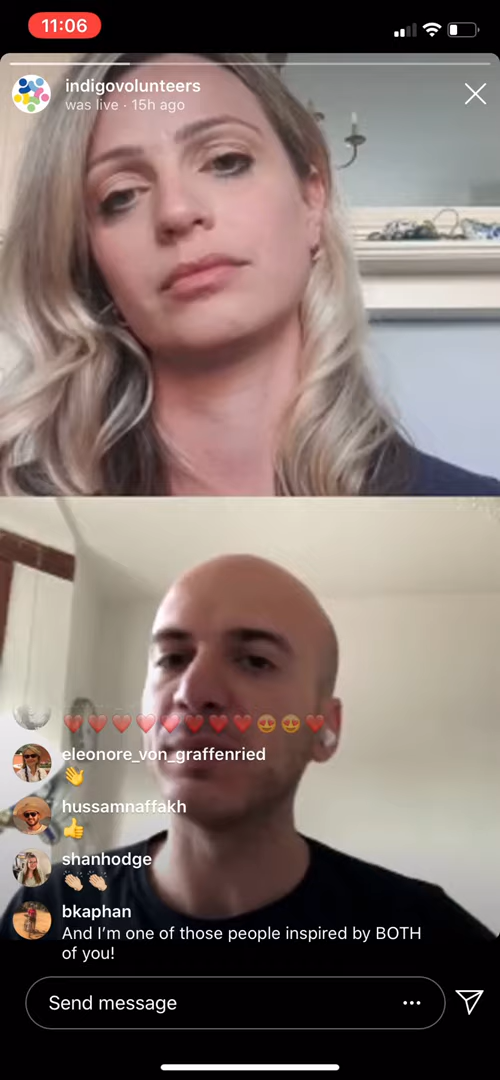 11:06
indigovolunteers
was live · 15h ago
eleonore_von_graffenried
hussamnaffakh
shanhodge
bkaphan
And I'm one of those people inspired by BOTH
of you!
Send message